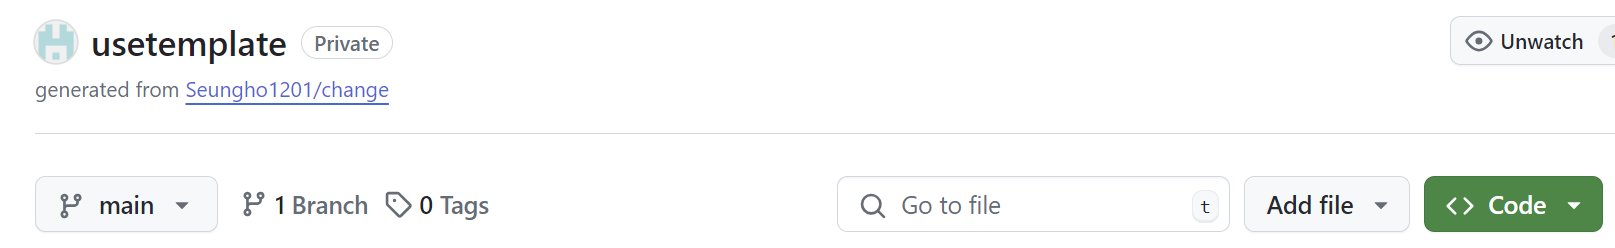 usetemplate Private Unwatch
generated from Seungho1201/change
main 1 Branch 0 Tags Go to file t Add file <> Code